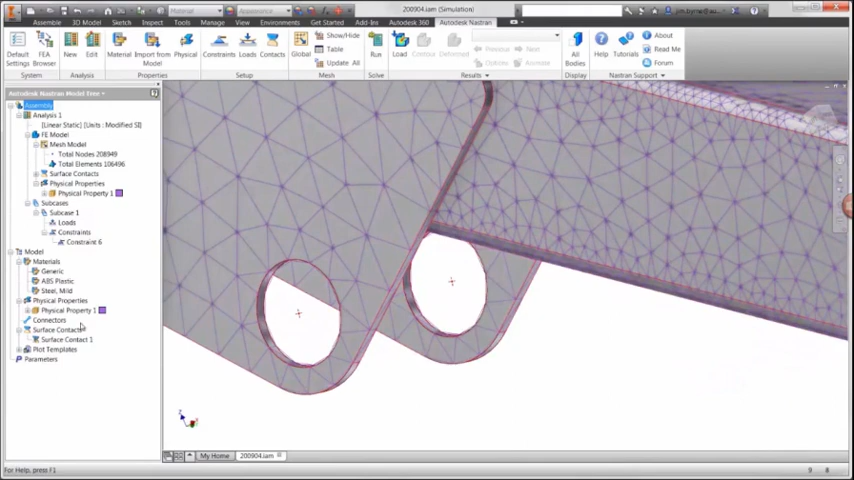 Material
Appearance
200904.iam (Simulation)
jim.byrne@au...
Assembly 3D Model Sketch Inspect Tools Manage View Environments Get Started Add-Ins Autodesk 360 Autodesk Nastran
Default Settings
FEA Browser
New
Edit
Material
Import from Model
Physical
Constraints
Loads
Contacts
Global
Show/Hide
Table
Update All
Run
Load
Previous
Next
Options
Animate
All Bodies
Help
Tutorials
About
Read Me
Forum
System Analysis Properties Setup Mesh Solve Results Display Nastran Support
Autodesk Nastran Model Tree
Assembly
Analysis 1
[Linear Static] [Units : Modified SI]
FE Model
Mesh Model
Total Nodes 208949
Total Elements 106496
Surface Contacts
Physical Properties
Physical Property 1
Subcases
Subcase 1
Loads
Constraints
Constraint 6
Model
Materials
Generic
ABS Plastic
Steel, Mild
Physical Properties
Physical Property 1
Connectors
Surface Contacts
Surface Contact 1
Plot Templates
Parameters
Z
My Home
200904.iam
For Help, press F1
9 8